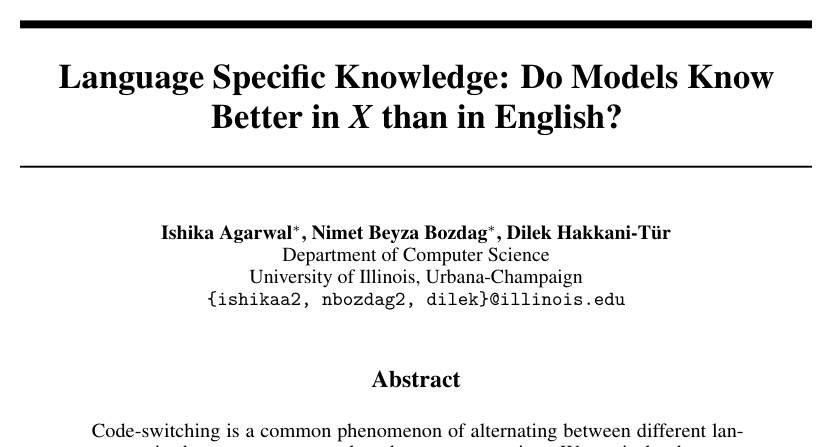 Language Specific Knowledge: Do Models Know
Better in X than in English?
Ishika Agarwal*, Nimet Beyza Bozdag*, Dilek Hakkani-Tür
Department of Computer Science
University of Illinois, Urbana-Champaign
{ishikaa2, nbozdag2, dilek}@illinois.edu
Abstract
Code-switching is a common phenomenon of alternating between different lan-